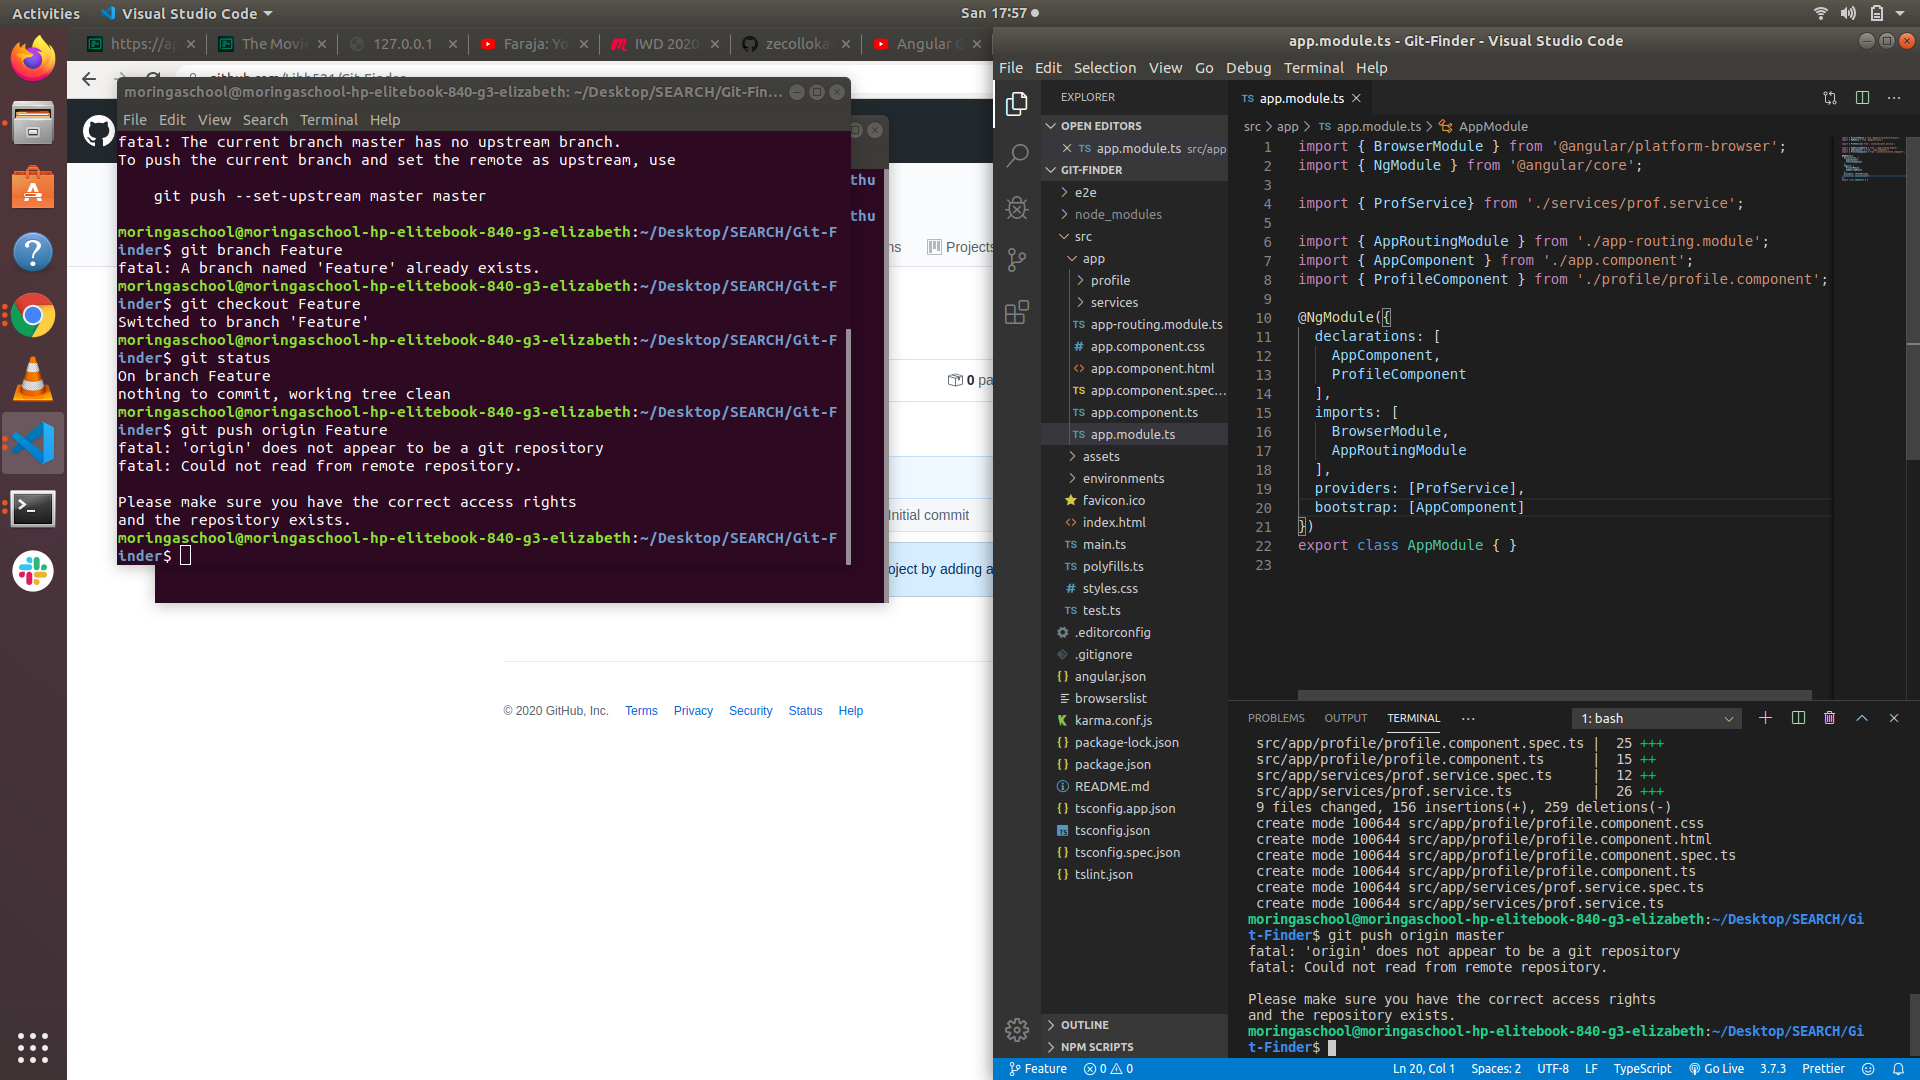 Activities
Visual Studio Code
San 17:57
https://a
The Movi
127.0.0.1
Faraja: Yo
IWD 2020
zecolloka
Angular C
moringaschool@moringaschool-hp-elitebook-840-g3-elizabeth: ~/Desktop/SEARCH/Git-Fin...
File Edit View Search Terminal Help
fatal: The current branch master has no upstream branch.
To push the current branch and set the remote as upstream, use
git push --set-upstream master master
moringaschool@moringaschool-hp-elitebook-840-g3-elizabeth:~/Desktop/SEARCH/Git-F
inder$ git branch Feature
fatal: A branch named 'Feature' already exists.
moringaschool@moringaschool-hp-elitebook-840-g3-elizabeth:~/Desktop/SEARCH/Git-F
inder$ git checkout Feature
Switched to branch 'Feature'
moringaschool@moringaschool-hp-elitebook-840-g3-elizabeth:~/Desktop/SEARCH/Git-F
inder$ git status
On branch Feature
nothing to commit, working tree clean
moringaschool@moringaschool-hp-elitebook-840-g3-elizabeth:~/Desktop/SEARCH/Git-F
inder$ git push origin Feature
fatal: 'origin' does not appear to be a git repository
fatal: Could not read from remote repository.
Please make sure you have the correct access rights
and the repository exists.
moringaschool@moringaschool-hp-elitebook-840-g3-elizabeth:~/Desktop/SEARCH/Git-F
inder$
thu
thu
ns
Projects
0 pa
Initial commit
oject by adding a
© 2020 GitHub, Inc. Terms Privacy Security Status Help
app.module.ts - Git-Finder - Visual Studio Code
File Edit Selection View Go Debug Terminal Help
EXPLORER
OPEN EDITORS
TS app.module.ts src/app
GIT-FINDER
e2e
node_modules
src
app
profile
services
TS app-routing.module.ts
# app.component.css
<> app.component.html
TS app.component.spec...
TS app.component.ts
TS app.module.ts
assets
environments
favicon.ico
<> index.html
TS main.ts
TS polyfills.ts
# styles.css
TS test.ts
.editorconfig
.gitignore
{} angular.json
browserslist
karma.conf.js
{} package-lock.json
{} package.json
README.md
{} tsconfig.app.json
tsconfig.json
{} tsconfig.spec.json
{} tslint.json
OUTLINE
NPM SCRIPTS
TS app.module.ts
src > app > TS app.module.ts > AppModule
1 import { BrowserModule } from '@angular/platform-browser';
2 import { NgModule } from '@angular/core';
3
4 import { ProfService} from './services/prof.service';
5
6 import { AppRoutingModule } from './app-routing.module';
7 import { AppComponent } from './app.component';
8 import { ProfileComponent } from './profile/profile.component';
9
10 @NgModule({
11 declarations: [
12 AppComponent,
13 ProfileComponent
14 ],
15 imports: [
16 BrowserModule,
17 AppRoutingModule
18 ],
19 providers: [ProfService],
20 bootstrap: [AppComponent]
21 })
22 export class AppModule { }
23
PROBLEMS OUTPUT TERMINAL ... 1: bash
src/app/profile/profile.component.spec.ts | 25 +++
src/app/profile/profile.component.ts | 15 ++
src/app/services/prof.service.spec.ts | 12 ++
src/app/services/prof.service.ts | 26 +++
9 files changed, 156 insertions(+), 259 deletions(-)
create mode 100644 src/app/profile/profile.component.css
create mode 100644 src/app/profile/profile.component.html
create mode 100644 src/app/profile/profile.component.spec.ts
create mode 100644 src/app/profile/profile.component.ts
create mode 100644 src/app/services/prof.service.spec.ts
create mode 100644 src/app/services/prof.service.ts
moringaschool@moringaschool-hp-elitebook-840-g3-elizabeth:~/Desktop/SEARCH/Gi
t-Finder$ git push origin master
fatal: 'origin' does not appear to be a git repository
fatal: Could not read from remote repository.
Please make sure you have the correct access rights
and the repository exists.
moringaschool@moringaschool-hp-elitebook-840-g3-elizabeth:~/Desktop/SEARCH/Gi
t-Finder$
Feature 0 0 Ln 20, Col 1 Spaces: 2 UTF-8 LF TypeScript Go Live 3.7.3 Prettier